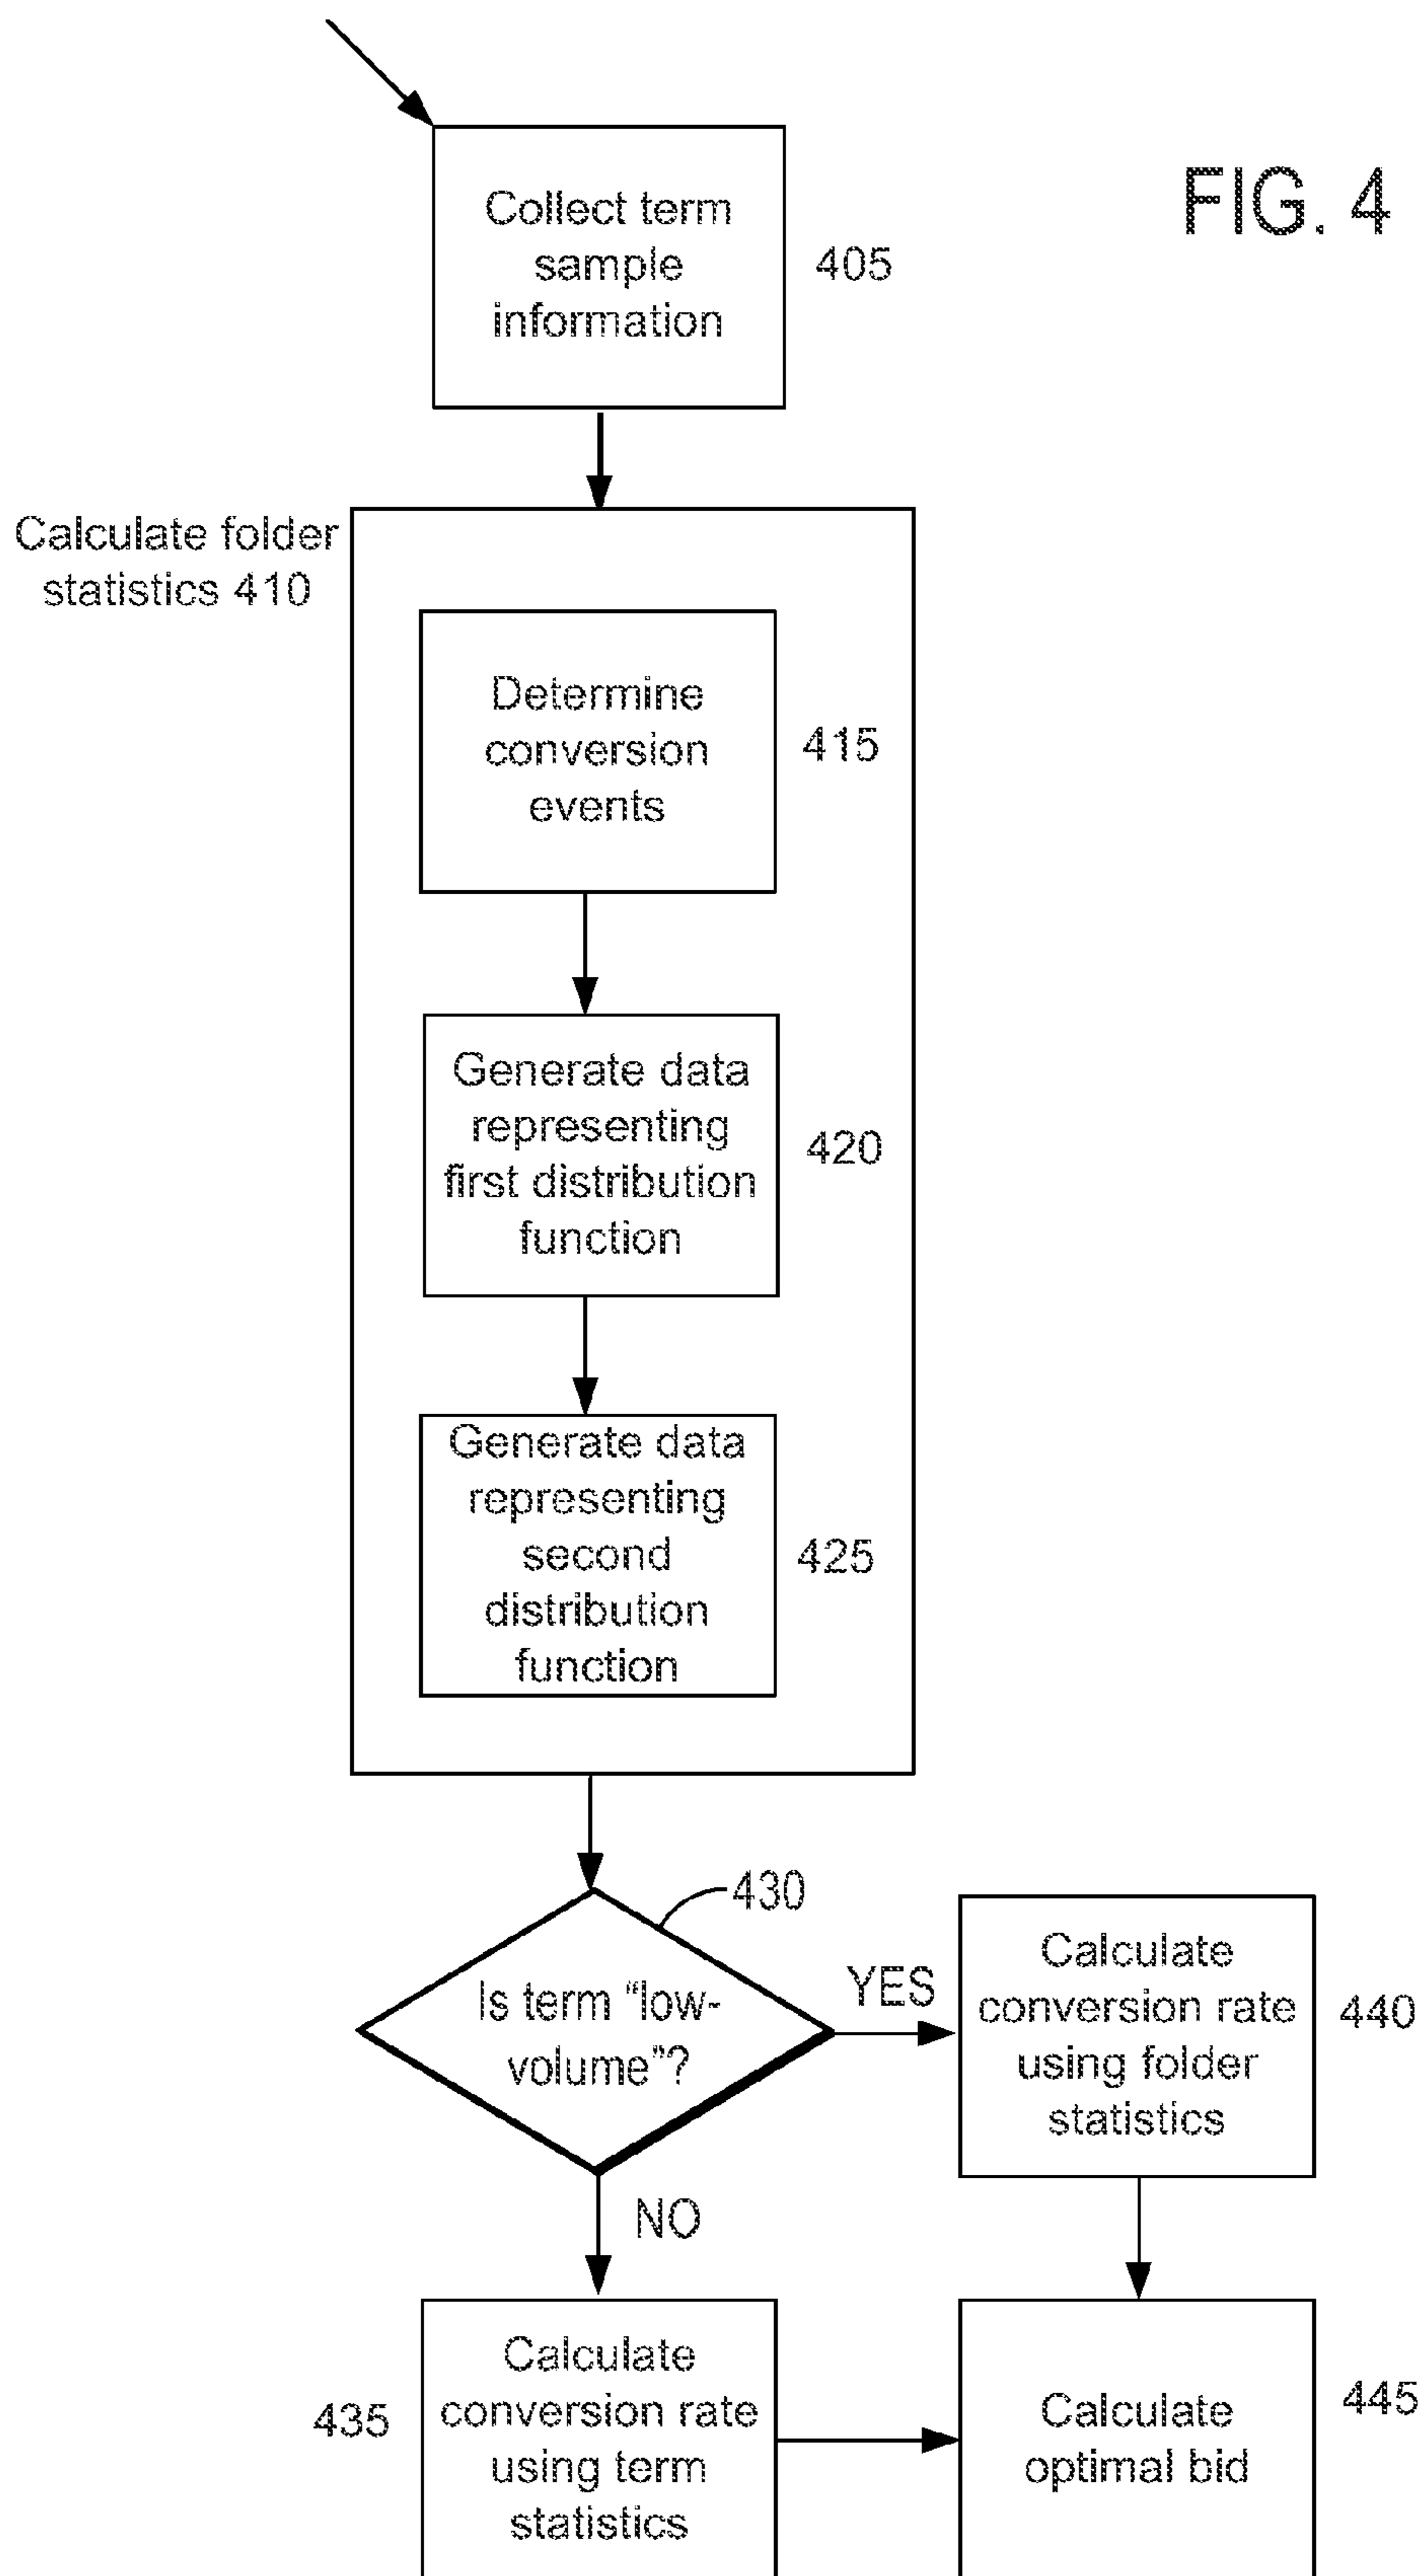 FIG. 4
Collect term
sample
information
405
Calculate folder
statistics 410
Determine
conversion
events
415
Generate data
representing
first distribution
function
420
Generate data
representing
second
distribution
function
425
430
Is term “low-
volume”?
YES
NO
Calculate
conversion rate
using folder
statistics
440
435
Calculate
conversion rate
using term
statistics
Calculate
optimal bid
445